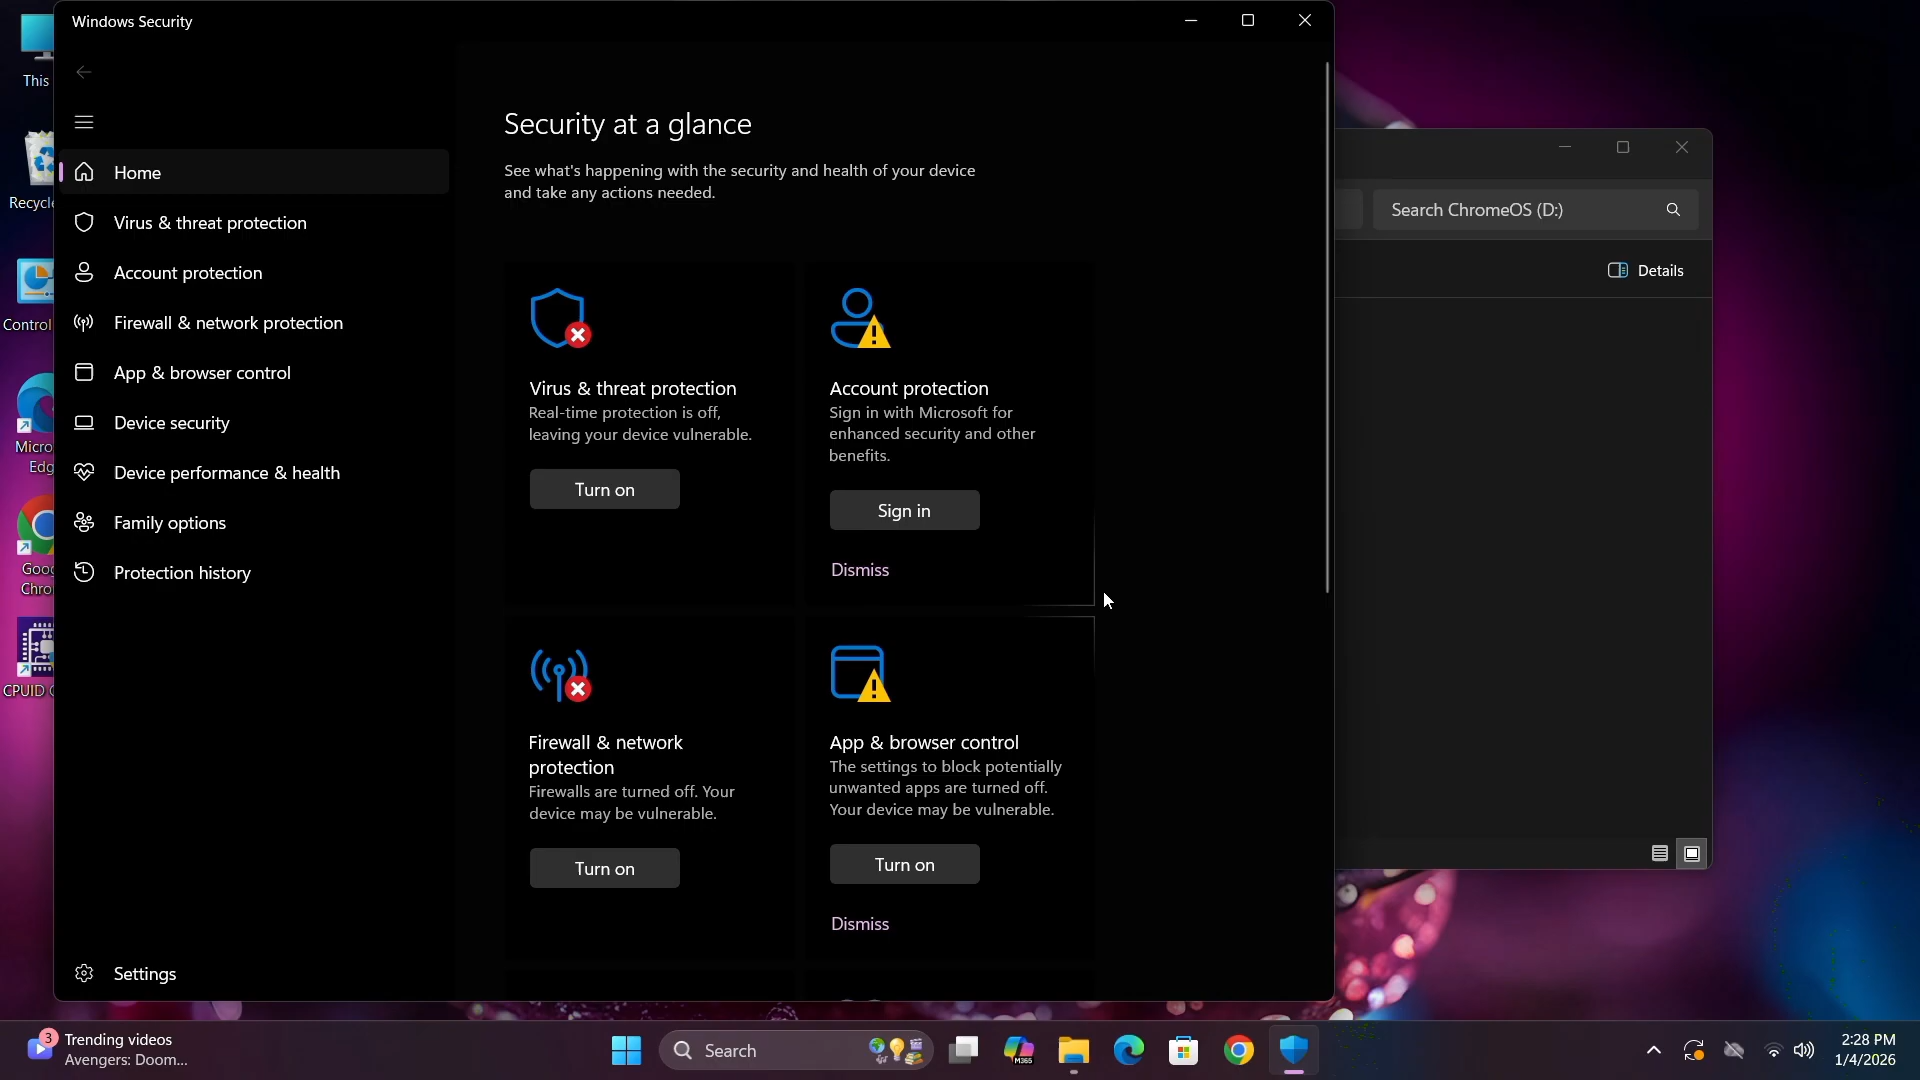 Windows Security
This
Recycle
Control
Micro
Edg
Goog
Chro
CPUID C
Home
Virus & threat protection
Account protection
Firewall & network protection
App & browser control
Device security
Device performance & health
Family options
Protection history
Settings
Security at a glance
See what's happening with the security and health of your device
and take any actions needed.
Virus & threat protection
Real-time protection is off,
leaving your device vulnerable.
Turn on
Account protection
Sign in with Microsoft for
enhanced security and other
benefits.
Sign in
Dismiss
Firewall & network
protection
Firewalls are turned off. Your
device may be vulnerable.
Turn on
App & browser control
The settings to block potentially
unwanted apps are turned off.
Your device may be vulnerable.
Turn on
Dismiss
Search ChromeOS (D:)
Details
3
Trending videos
Avengers: Doom...
Search
M365
2:28 PM
1/4/2026